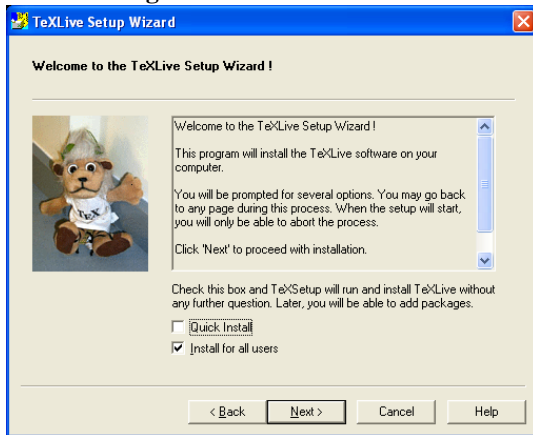 TeXLive Setup Wizard
Welcome to the TeXLive Setup Wizard !
Welcome to the TeXLive Setup Wizard !
This program will install the TeXLive software on your
computer.
You will be prompted for several options. You may go back
to any page during this process. When the setup will start,
you will only be able to abort the process.
Click 'Next' to proceed with installation.
TEX
Check this box and TeXSetup will run and install TeXLive without
any further question. Later, you will be able to add packages.
Quick Install
Install for all users
< Back
Next >
Cancel
Help